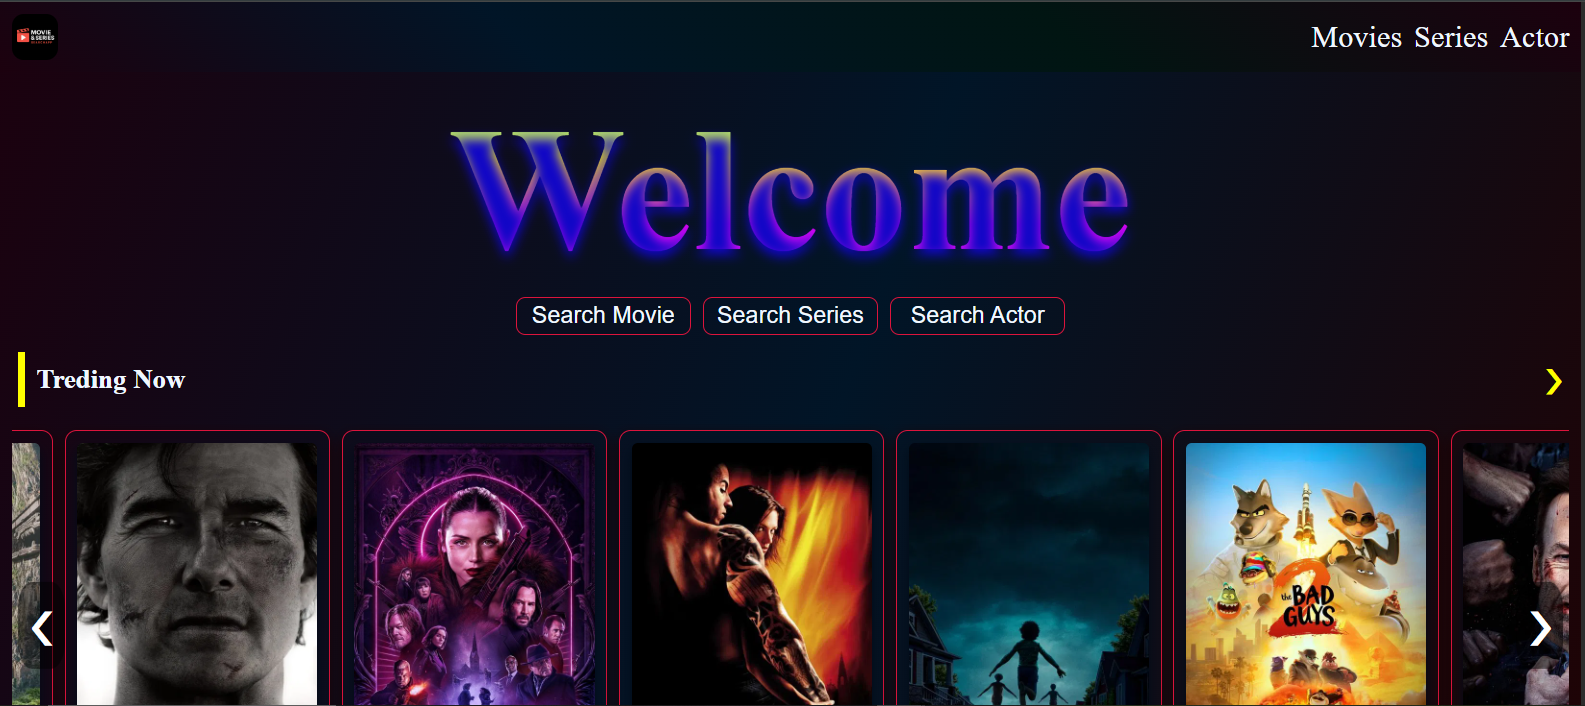 MOVIE
& SERIES
Movies Series Actor
Welcome
Search Movie Search Series Search Actor
Treding Now
the BAD
GUYS
2